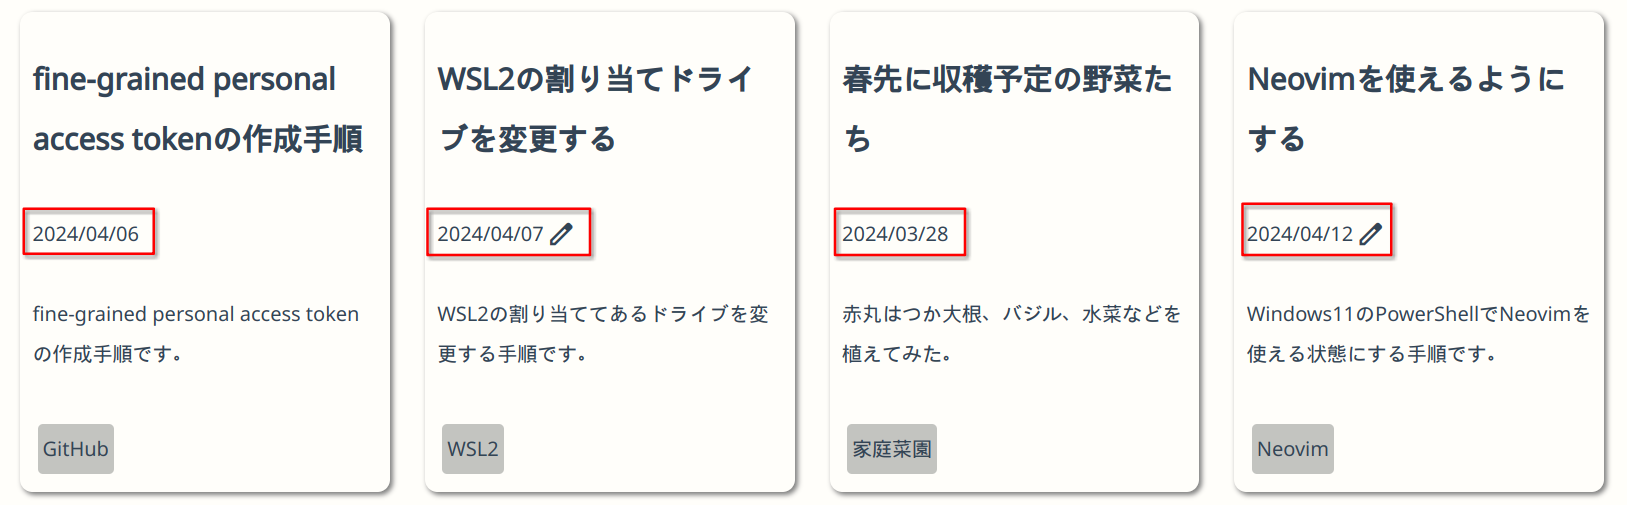 fine-grained personal
access tokenの作成手順
2024/04/06
fine-grained personal access token
の作成手順です。
GitHub
WSL2の割り当てドライ
ブを変更する
2024/04/07
WSL2の割り当ててあるドライブを変
更する手順です。
WSL2
春先に収穫予定の野菜た
ち
2024/03/28
赤丸はつか大根、バジル、水菜などを
植えてみた。
家庭菜園
Neovimを使えるように
する
2024/04/12
Windows11のPowerShellでNeovimを
使える状態にする手順です。
Neovim